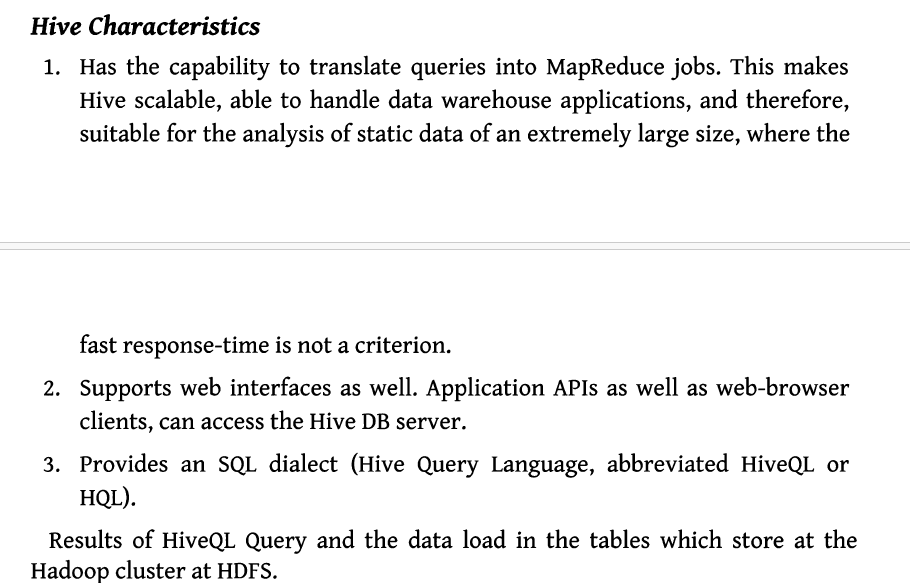 Hive Characteristics
1. Has the capability to translate queries into MapReduce jobs. This makes
Hive scalable, able to handle data warehouse applications, and therefore,
suitable for the analysis of static data of an extremely large size, where the
fast response-time is not a criterion.
2. Supports web interfaces as well. Application APIs as well as web-browser
clients, can access the Hive DB server.
3. Provides an SQL dialect (Hive Query Language, abbreviated HiveQL or
HQL).
Results of HiveQL Query and the data load in the tables which store at the
Hadoop cluster at HDFS.